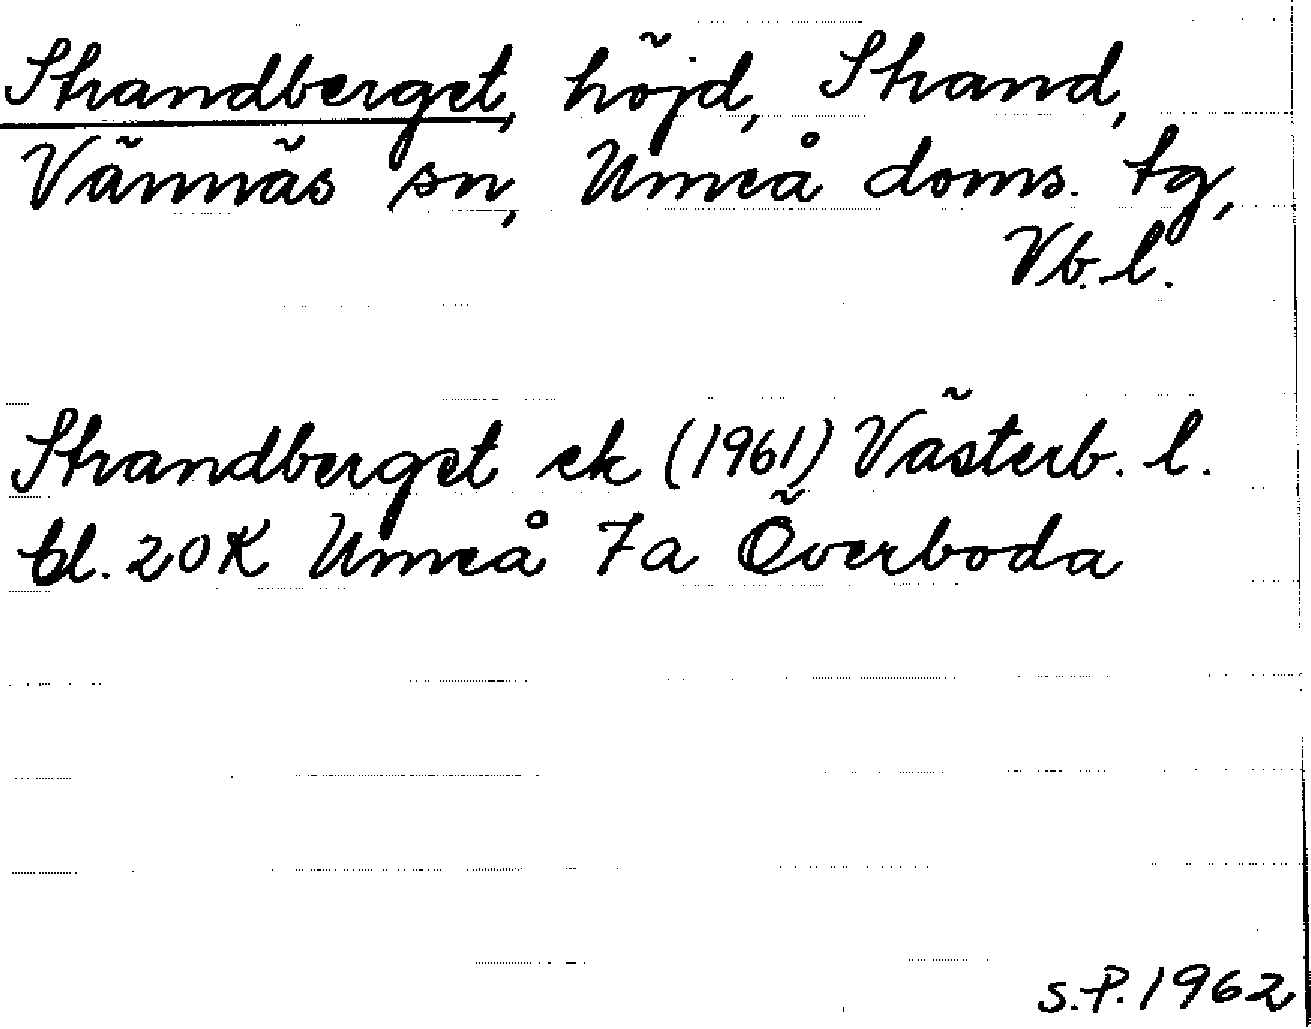 Strandberget, höjd, Strand,
Vännäs sn, Umeå doms. tg,
Vb. l.
Strandberget ek (1961) Västerb. l.
bl. 20K Umeå 7a Överboda
S.P. 1962